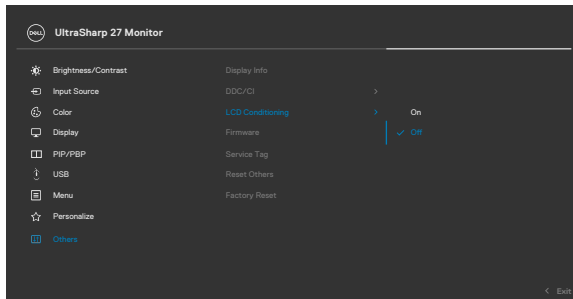 DELL UltraSharp 27 Monitor
Brightness/Contrast
Input Source
Color
Display
PIP/PBP
USB
Menu
Personalize
Others
Display Info
DDC/CI >
LCD Conditioning >
Firmware
Service Tag
Reset Others
Factory Reset
On
✓ Off
< Exit